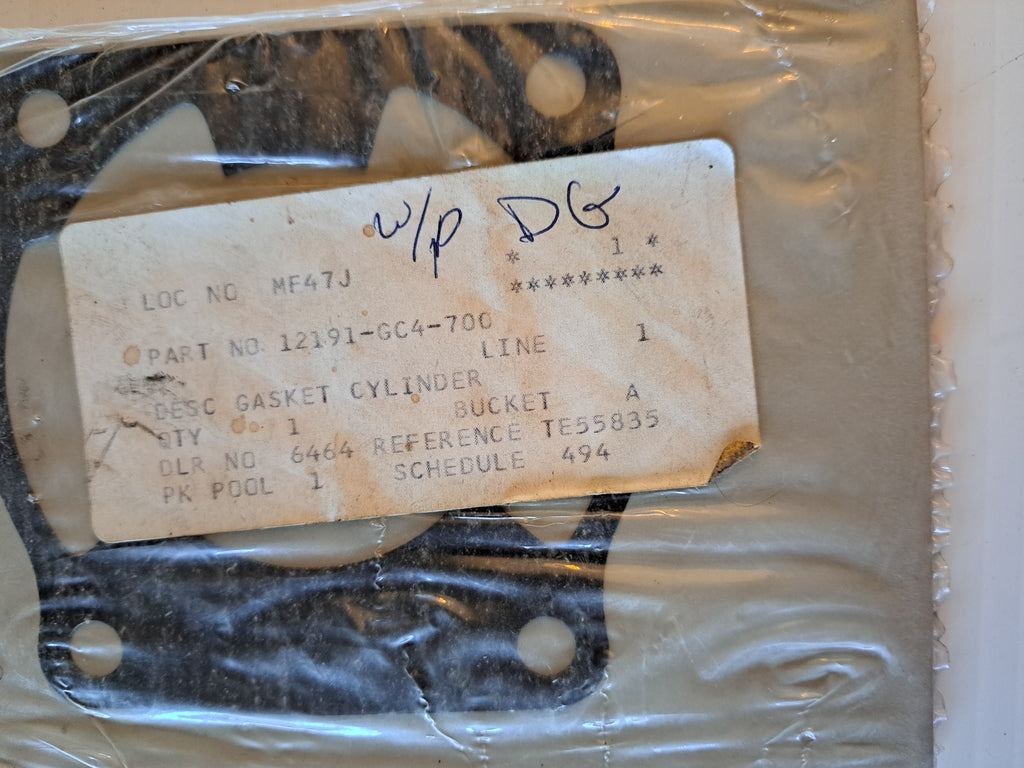 w/p DG
* 1 *
*********
LOC NO MF47J
PART NO 12191-GC4-700
LINE 1
DESC GASKET CYLINDER
BUCKET A
QTY 1
DLR NO 6464 REFERENCE TE55835
PK POOL 1 SCHEDULE 494